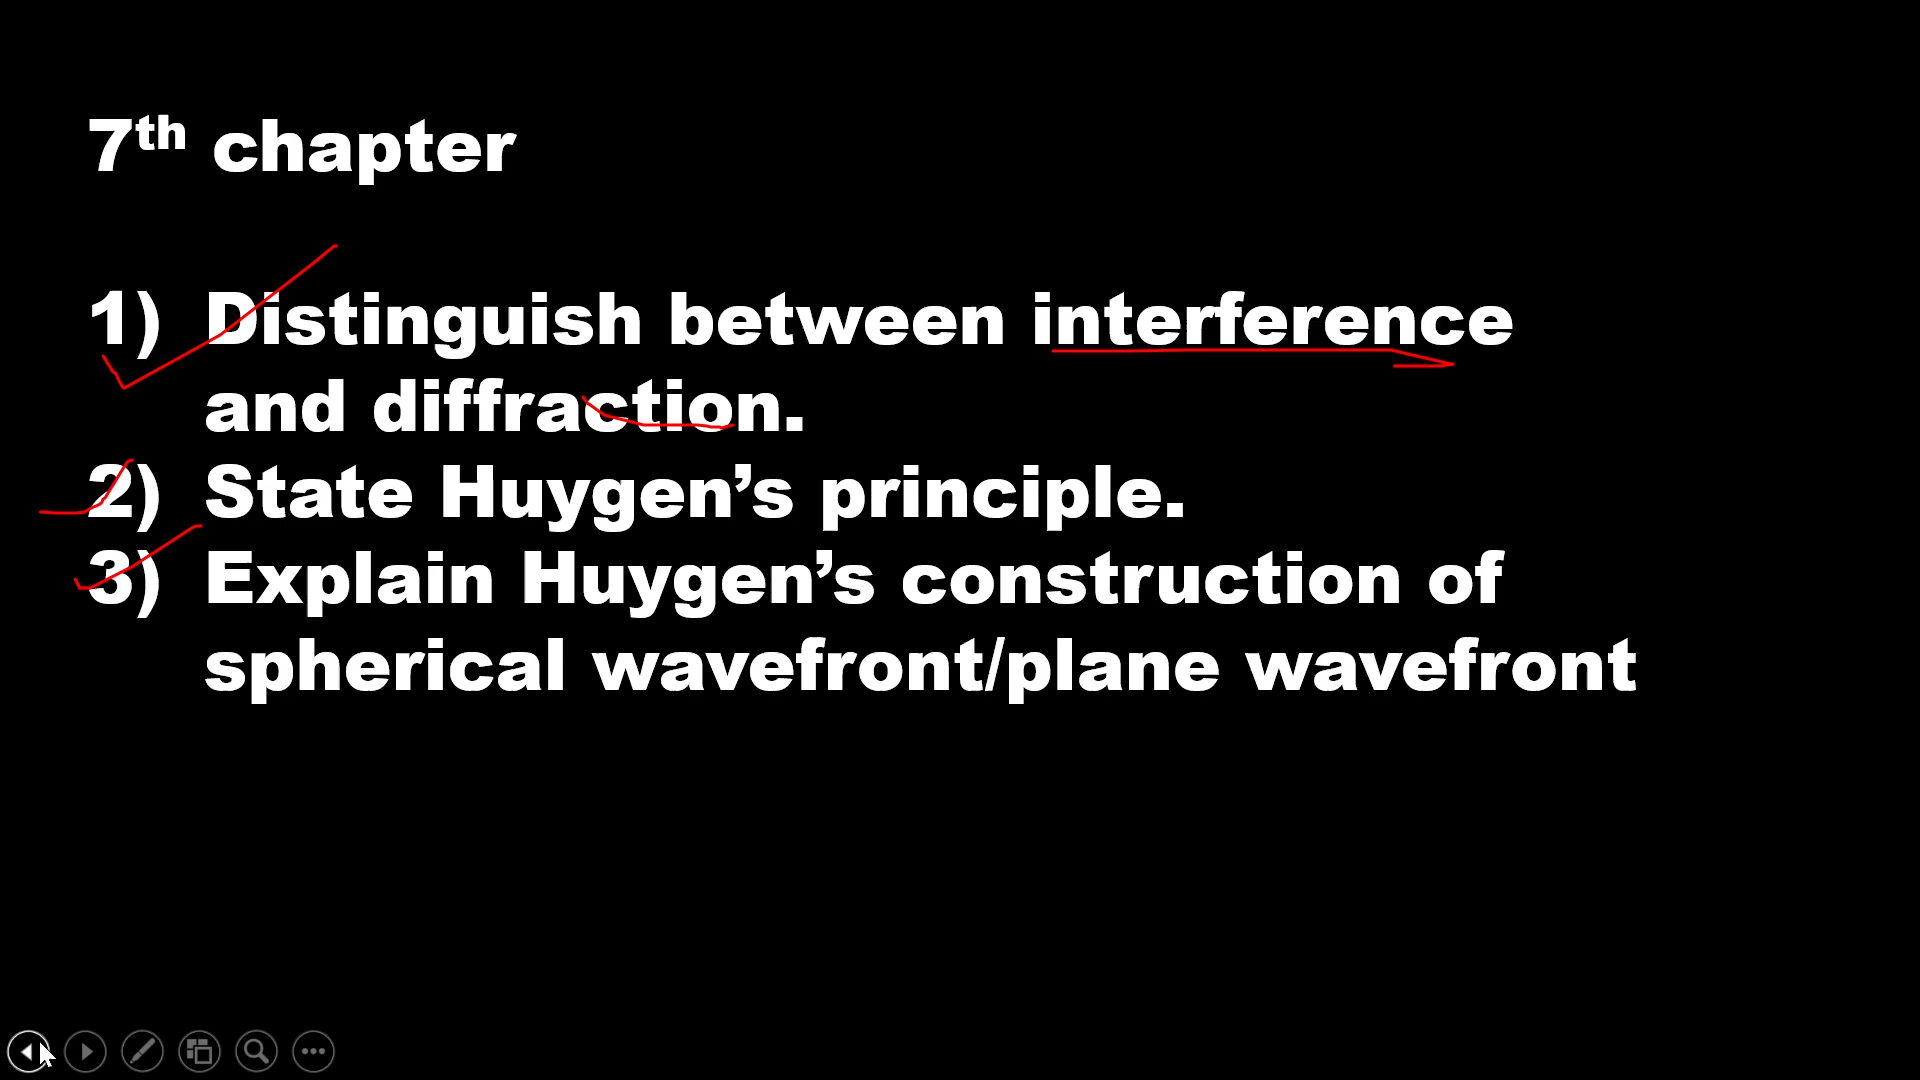 7th chapter
1) Distinguish between interference
and diffraction.
2) State Huygen’s principle.
3) Explain Huygen’s construction of
spherical wavefront/plane wavefront